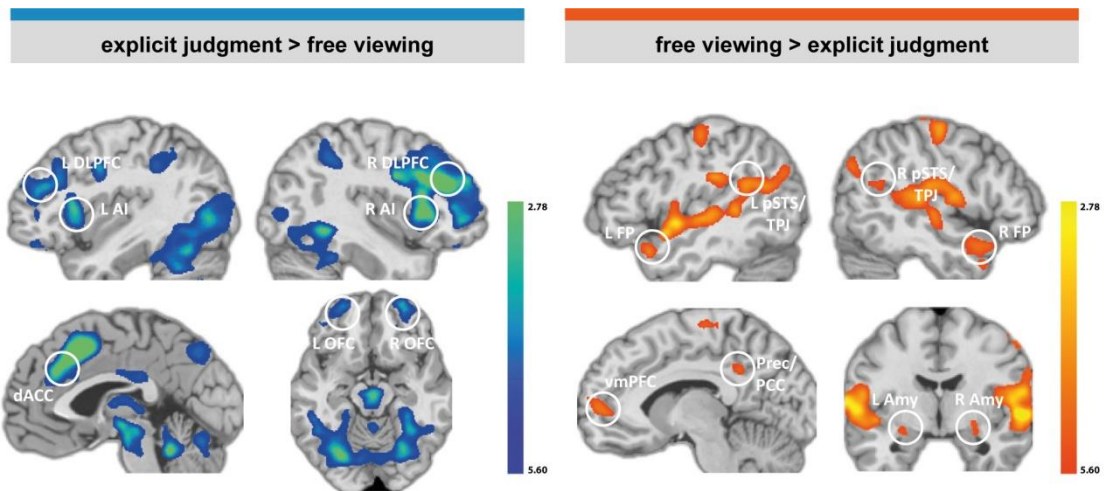 explicit judgment > free viewing
L DLPFC
L AI
R DLPFC
R AI
dACC
L OFC
R OFC
2.78
5.60
free viewing > explicit judgment
L pSTS/
TPJ
L FP
R pSTS/
TPJ
R FP
vmPFC
Prec/
PCC
L Amy
R Amy
2.78
5.60